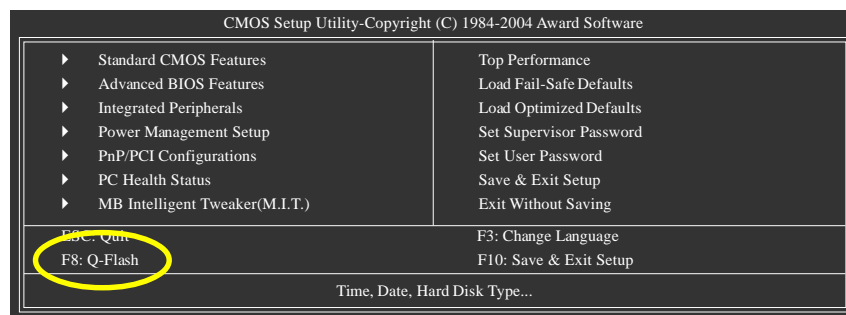 CMOS Setup Utility-Copyright (C) 1984-2004 Award Software
Standard CMOS Features
Advanced BIOS Features
Integrated Peripherals
Power Management Setup
PnP/PCI Configurations
PC Health Status
MB Intelligent Tweaker(M.I.T.)
Top Performance
Load Fail-Safe Defaults
Load Optimized Defaults
Set Supervisor Password
Set User Password
Save & Exit Setup
Exit Without Saving
ESC: Quit
F3: Change Language
F8: Q-Flash
F10: Save & Exit Setup
Time, Date, Hard Disk Type...